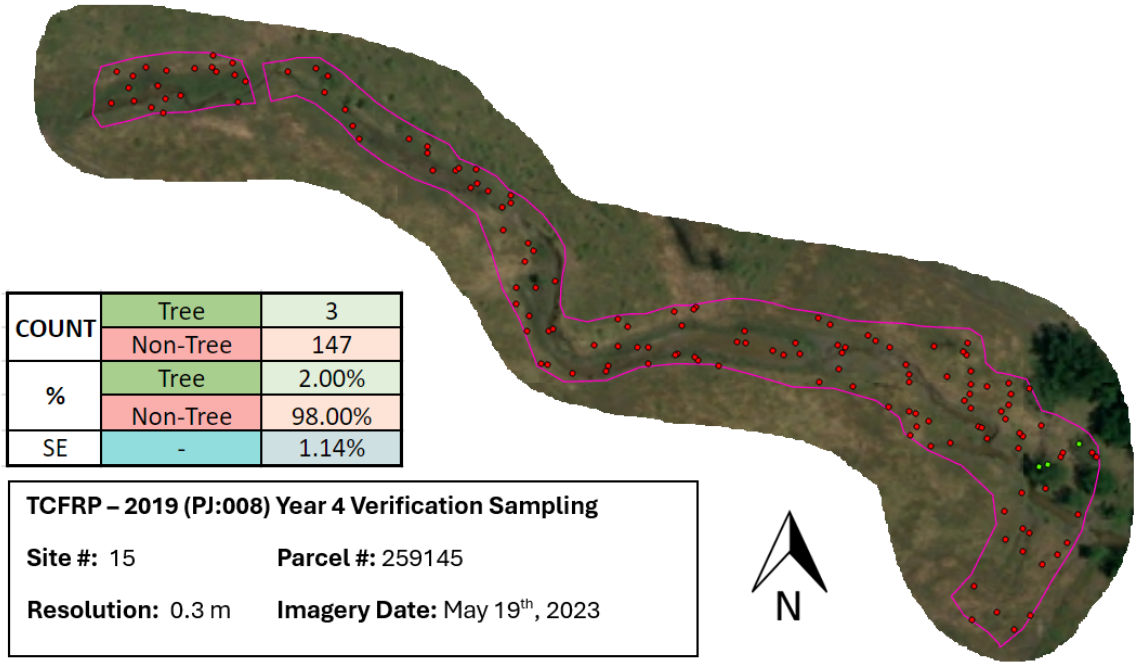 COUNT Tree 3
Non-Tree 147
% Tree 2.00%
Non-Tree 98.00%
SE - 1.14%
TCFRP – 2019 (PJ:008) Year 4 Verification Sampling
Site #: 15 Parcel #: 259145
Resolution: 0.3 m Imagery Date: May 19th, 2023
N